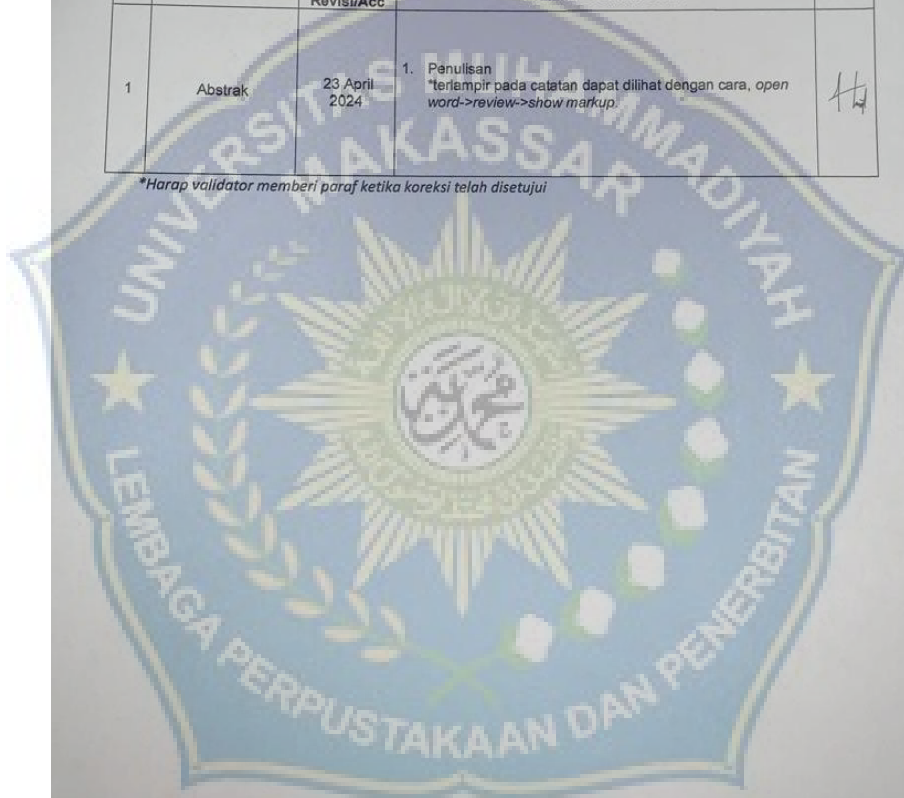 Revisi/Acc
1
Abstrak
23 April
2024
1. Penulisan
*terlampir pada catatan dapat dilihat dengan cara, open
word->review->show markup.
*Harap validator memberi paraf ketika koreksi telah disetujui
UNIVERSITAS MUHAMMADIYAH
MAKASSAR
محمد
LEMBAGA PERPUSTAKAAN DAN PENERBITAN